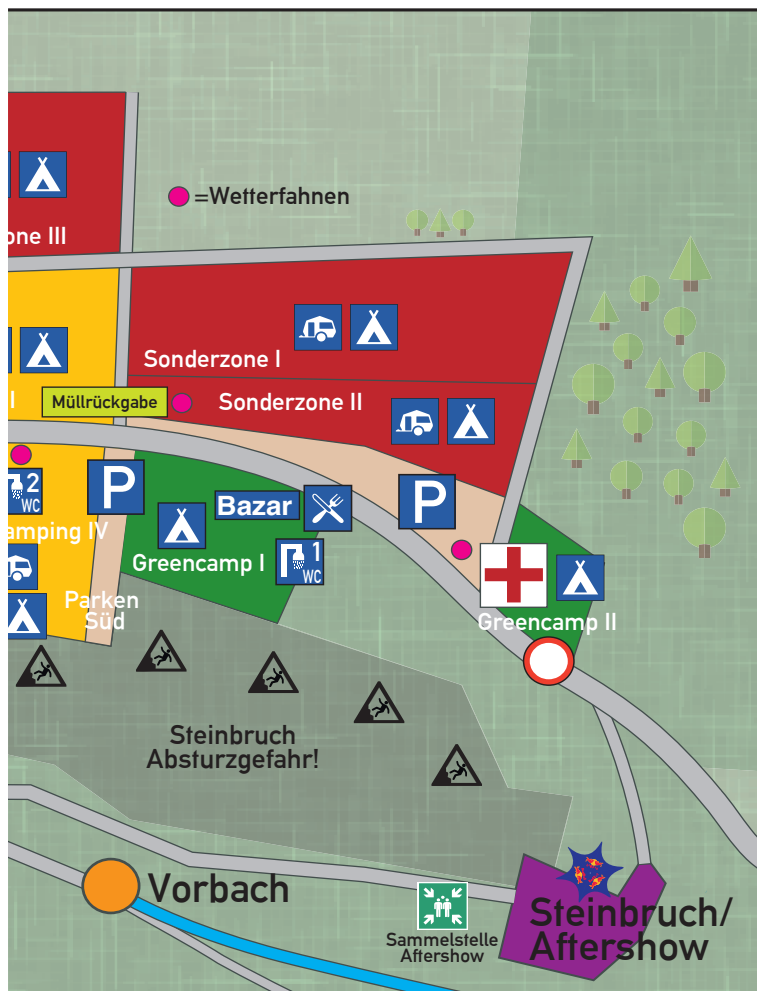 =Wetterfahnen
one III
Sonderzone I
Müllrückgabe
Sonderzone II
I
P
P
2
WC
Bazar
amping IV
Greencamp I
1
WC
Parken
Süd
Greencamp II
Steinbruch
Absturzgefahr!
Vorbach
Steinbruch/
Aftershow
Sammelstelle
Aftershow